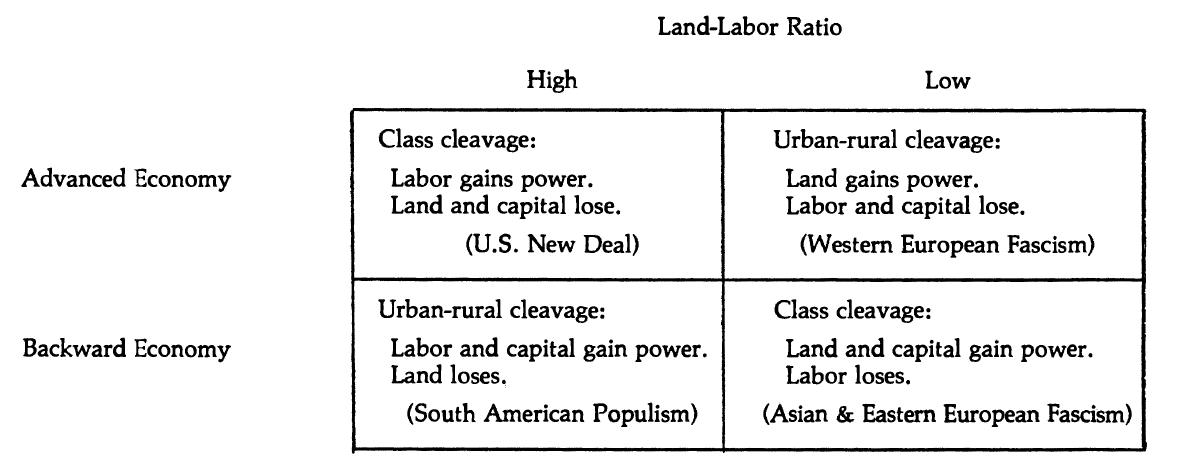 Land-Labor Ratio
High Low
Class cleavage: Urban-rural cleavage:
Advanced Economy Labor gains power. Land gains power.
Land and capital lose. Labor and capital lose.
(U.S. New Deal) (Western European Fascism)
Urban-rural cleavage: Class cleavage:
Backward Economy Labor and capital gain power. Land and capital gain power.
Land loses. Labor loses.
(South American Populism) (Asian & Eastern European Fascism)